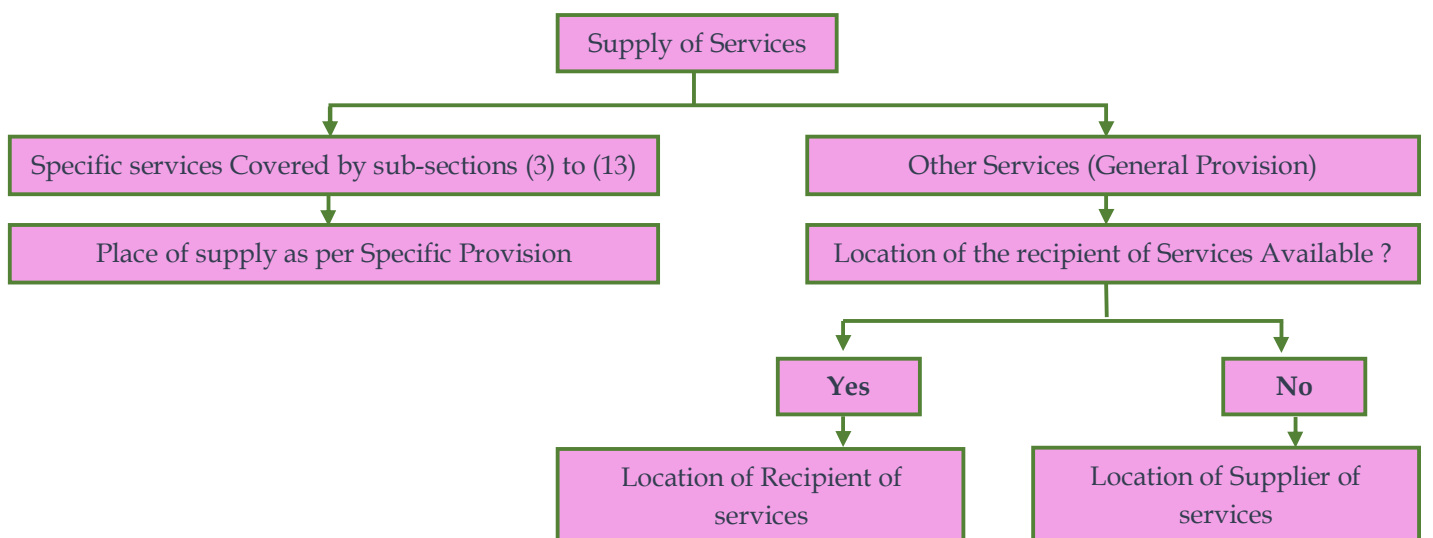 Supply of Services
Specific services Covered by sub-sections (3) to (13)
Other Services (General Provision)
Place of supply as per Specific Provision
Location of the recipient of Services Available ?
Yes
No
Location of Recipient of
services
Location of Supplier of
services